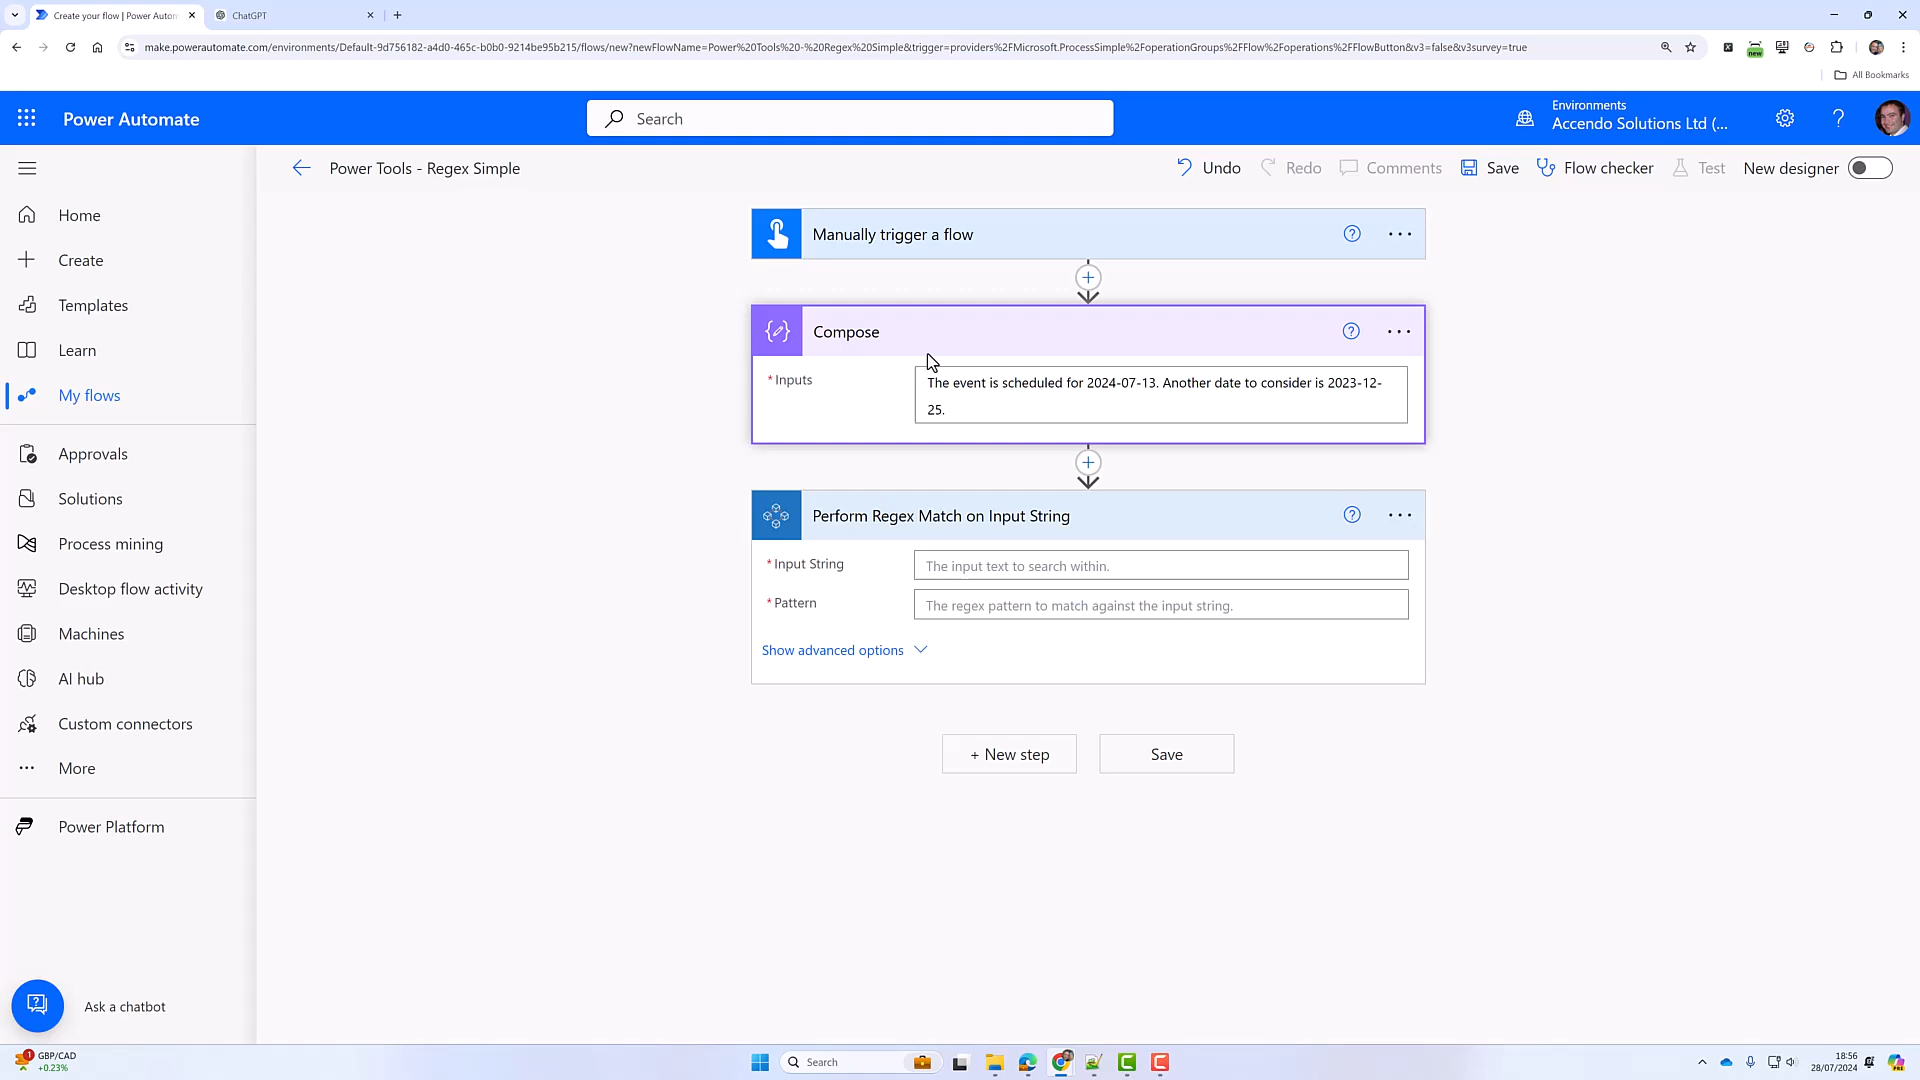 Create your flow | Power Autom
ChatGPT
make.powerautomate.com/environments/Default-9d756182-a4d0-465c-b0b0-9214be95b215/flows/new?newFlowName=Power%20Tools%20-%20Regex%20Simple&trigger=providers%2FMicrosoft.ProcessSimple%2FoperationGroups%2FFlow%2Foperations%2FFlowButton&v3=false&v3survey=true
new
All Bookmarks
Power Automate
Search
Environments
Accendo Solutions Ltd (...
Power Tools - Regex Simple
Undo
Redo
Comments
Save
Flow checker
Test
New designer
Home
Create
Templates
Learn
My flows
Approvals
Solutions
Process mining
Desktop flow activity
Machines
AI hub
Custom connectors
More
Power Platform
Ask a chatbot
Manually trigger a flow
Compose
* Inputs
The event is scheduled for 2024-07-13. Another date to consider is 2023-12-
25.
Perform Regex Match on Input String
* Input String
The input text to search within.
* Pattern
The regex pattern to match against the input string.
Show advanced options
+ New step
Save
1
GBP/CAD
+0.23%
Search
18:56
28/07/2024
PRE